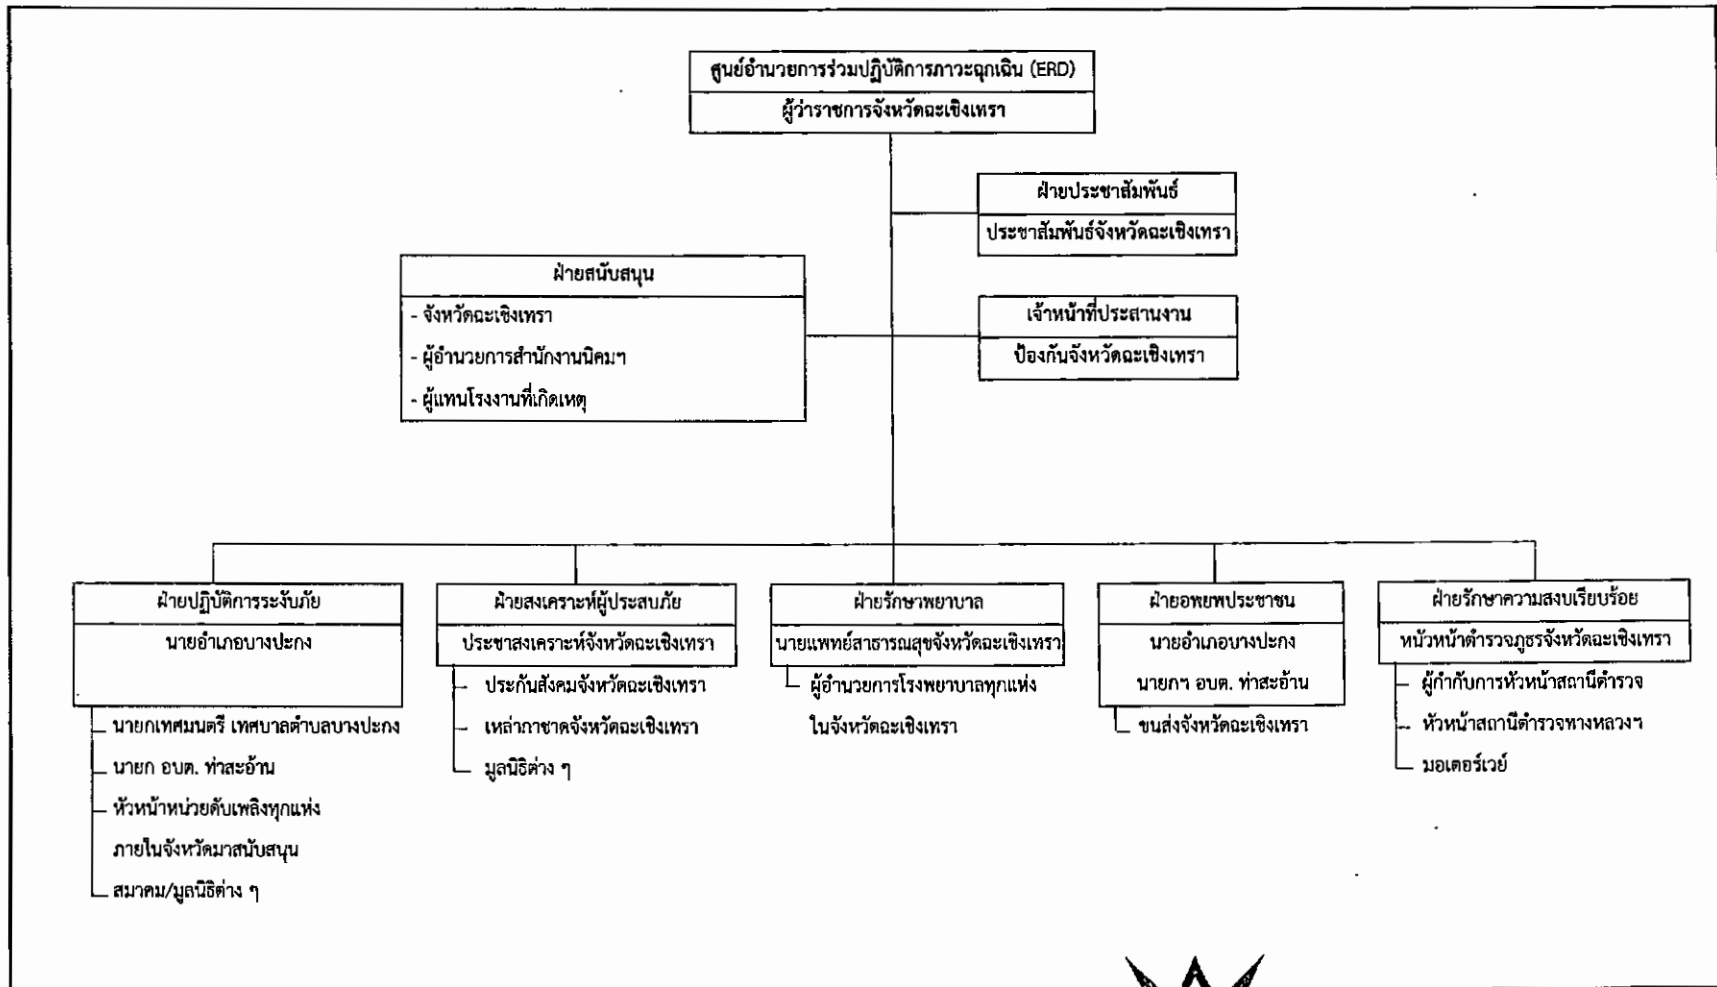 ศูนย์อำนวยการร่วมปฏิบัติการภาวะฉุกเฉิน (ERD)
ผู้ว่าราชการจังหวัดฉะเชิงเทรา
ฝ่ายประชาสัมพันธ์
ประชาสัมพันธ์จังหวัดฉะเชิงเทรา
ฝ่ายสนับสนุน
- จังหวัดฉะเชิงเทรา
- ผู้อำนวยการสำนักงานนิคมฯ
- ผู้แทนโรงงานที่เกิดเหตุ
เจ้าหน้าที่ประสานงาน
ป้องกันจังหวัดฉะเชิงเทรา
ฝ่ายปฏิบัติการระงับภัย
นายอำเภอบางปะกง
นายกเทศมนตรี เทศบาลตำบลบางปะกง
นายก อบต. ท่าสะอ้าน
หัวหน้าหน่วยดับเพลิงทุกแห่ง
ภายในจังหวัดมาสนับสนุน
สมาคม/มูลนิธิต่าง ๆ
ฝ่ายสงเคราะห์ผู้ประสบภัย
ประชาสงเคราะห์จังหวัดฉะเชิงเทรา
ประกันสังคมจังหวัดฉะเชิงเทรา
เหล่ากาชาดจังหวัดฉะเชิงเทรา
มูลนิธิต่าง ๆ
ฝ่ายรักษาพยาบาล
นายแพทย์สาธารณสุขจังหวัดฉะเชิงเทรา
ผู้อำนวยการโรงพยาบาลทุกแห่ง
ในจังหวัดฉะเชิงเทรา
ฝ่ายอพยพประชาชน
นายอำเภอบางปะกง
นายกฯ อบต. ท่าสะอ้าน
ขนส่งจังหวัดฉะเชิงเทรา
ฝ่ายรักษาความสงบเรียบร้อย
หนัวหน้าตำรวจภูธรจังหวัดฉะเชิงเทรา
ผู้กำกับการหัวหน้าสถานีตำรวจ
หัวหน้าสถานีตำรวจทางหลวงฯ
มอเตอร์เวย์